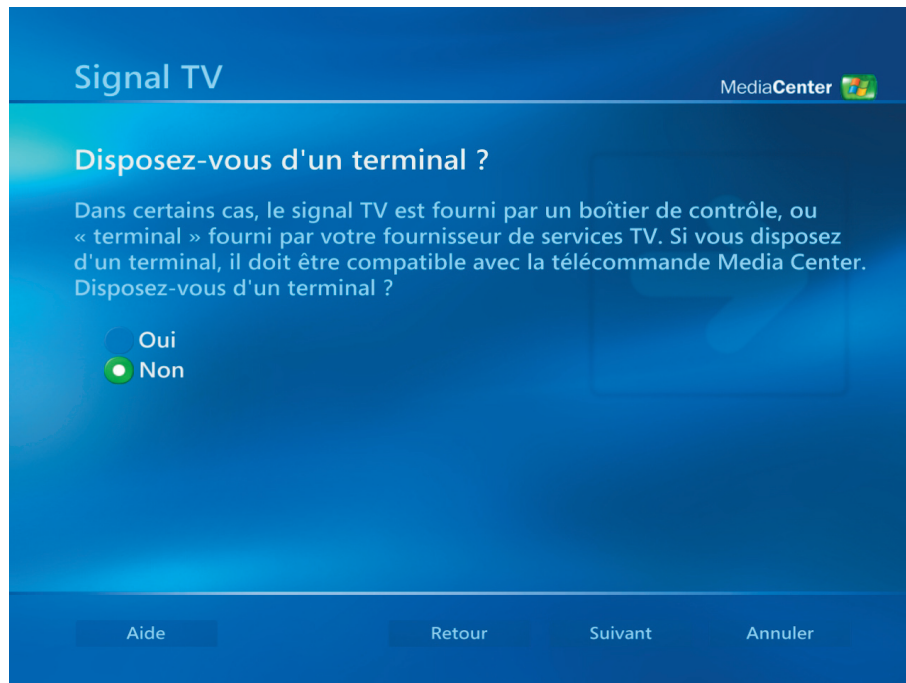 Signal TV
MediaCenter
Disposez-vous d'un terminal ?
Dans certains cas, le signal TV est fourni par un boîtier de contrôle, ou
« terminal » fourni par votre fournisseur de services TV. Si vous disposez
d'un terminal, il doit être compatible avec la télécommande Media Center.
Disposez-vous d'un terminal ?
Oui
Non
Aide Retour Suivant Annuler